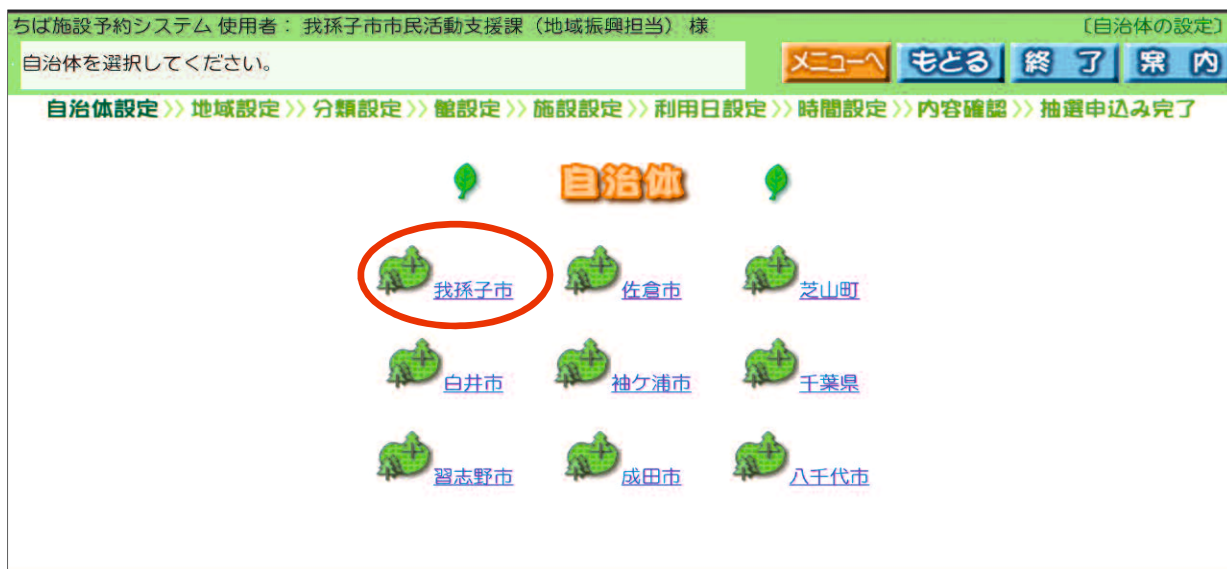 ちば施設予約システム 使用者： 我孫子市市民活動支援課（地域振興担当） 様 〔自治体の設定〕
自治体を選択してください。 メニューへ もどる 終了 案内
自治体設定>>地域設定>>分類設定>>館設定>>施設設定>>利用日設定>>時間設定>>内容確認>>抽選申込み完了
自治体
我孫子市 佐倉市 芝山町
白井市 袖ケ浦市 千葉県
習志野市 成田市 八千代市